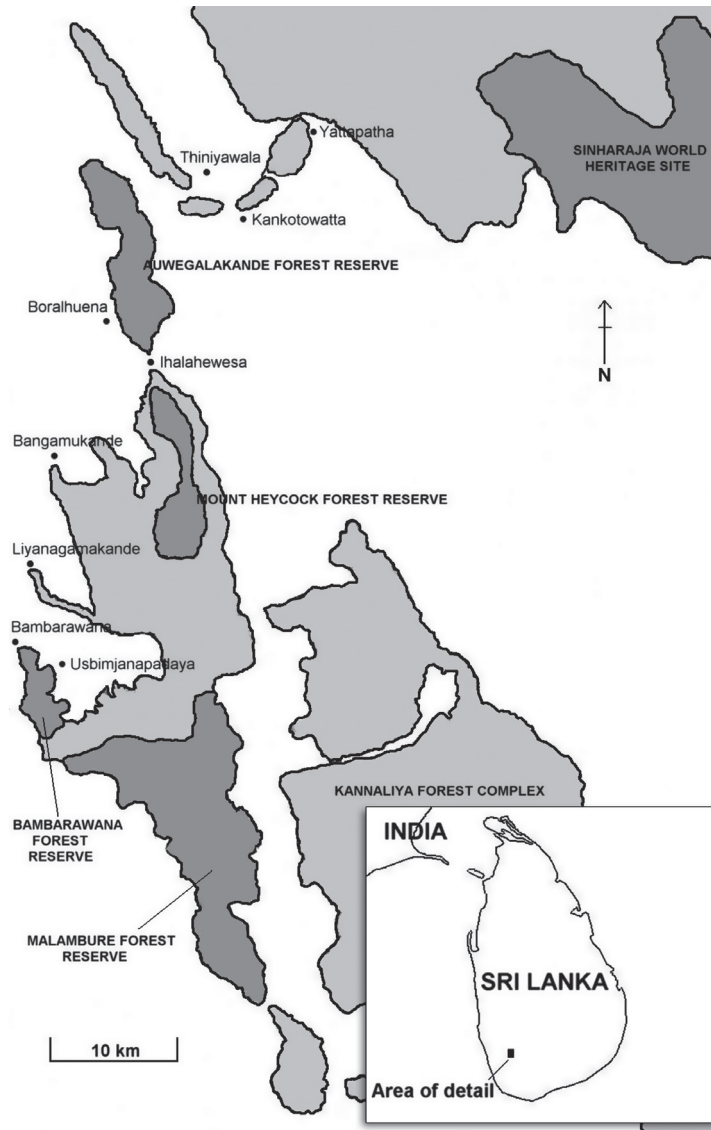 Yattapatha
Thiniyawala
SINHARAJA WORLD
HERITAGE SITE
Kankotowatta
AUWEGALAKANDE FOREST RESERVE
Boralhuena
Ihalahewesa
N
Bangamukande
MOUNT HEYCOCK FOREST RESERVE
Liyanagamakande
Bambarawana
Usbimjanapadaya
KANNALIYA FOREST COMPLEX
BAMBARAWANA
FOREST
RESERVE
MALAMBURE FOREST
RESERVE
10 km
INDIA
SRI LANKA
Area of detail